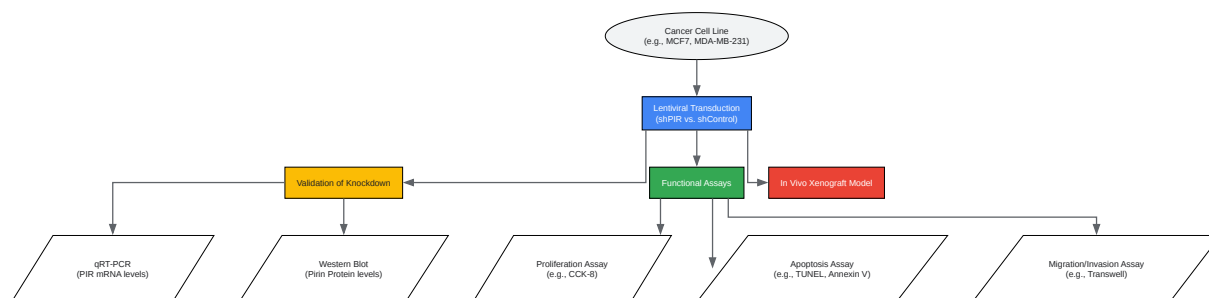 Cancer Cell Line
(e.g., MCF7, MDA-MB-231)
Lentiviral Transduction
(shPIR vs. shControl)
Validation of Knockdown
Functional Assays
In Vivo Xenograft Model
qRT-PCR
(PIR mRNA levels)
Western Blot
(Pirin Protein levels)
Proliferation Assay
(e.g., CCK-8)
Apoptosis Assay
(e.g., TUNEL, Annexin V)
Migration/Invasion Assay
(e.g., Transwell)